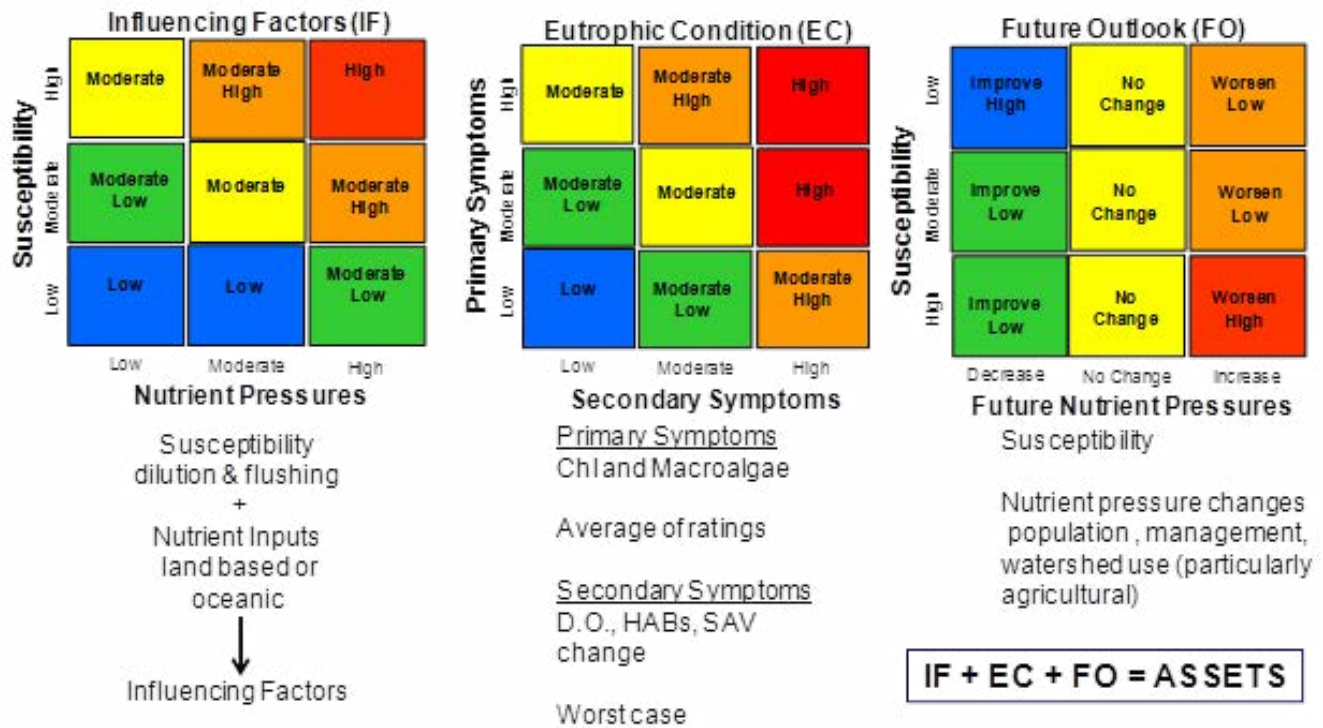 Influencing Factors (IF)
Susceptibility
High
Moderate
Moderate
High
High
Moderate
Moderate
Low
Moderate
Moderate
High
Low
Low
Low
Moderate
Low
Low
Moderate
High
Nutrient Pressures
Susceptibility
dilution & flushing
+
Nutrient Inputs
land based or
oceanic
Influencing Factors
Eutrophic Condition (EC)
Primary Symptoms
High
Moderate
Moderate
High
High
Moderate
Moderate
Low
Moderate
High
Low
Low
Moderate
Low
Moderate
High
Low
Moderate
High
Secondary Symptoms
Primary Symptoms
Chl and Macroalgae
Average of ratings
Secondary Symptoms
D.O., HABs, SAV
change
Worst case
Future Outlook (FO)
Susceptibility
Low
Improve
High
No
Change
Worsen
Low
Moderate
Improve
Low
No
Change
Worsen
Low
High
Improve
Low
No
Change
Worsen
High
Decrease
No Change
Increase
Future Nutrient Pressures
Susceptibility
Nutrient pressure changes
population , management,
watershed use (particularly
agricultural)
IF + EC + FO = ASSETS